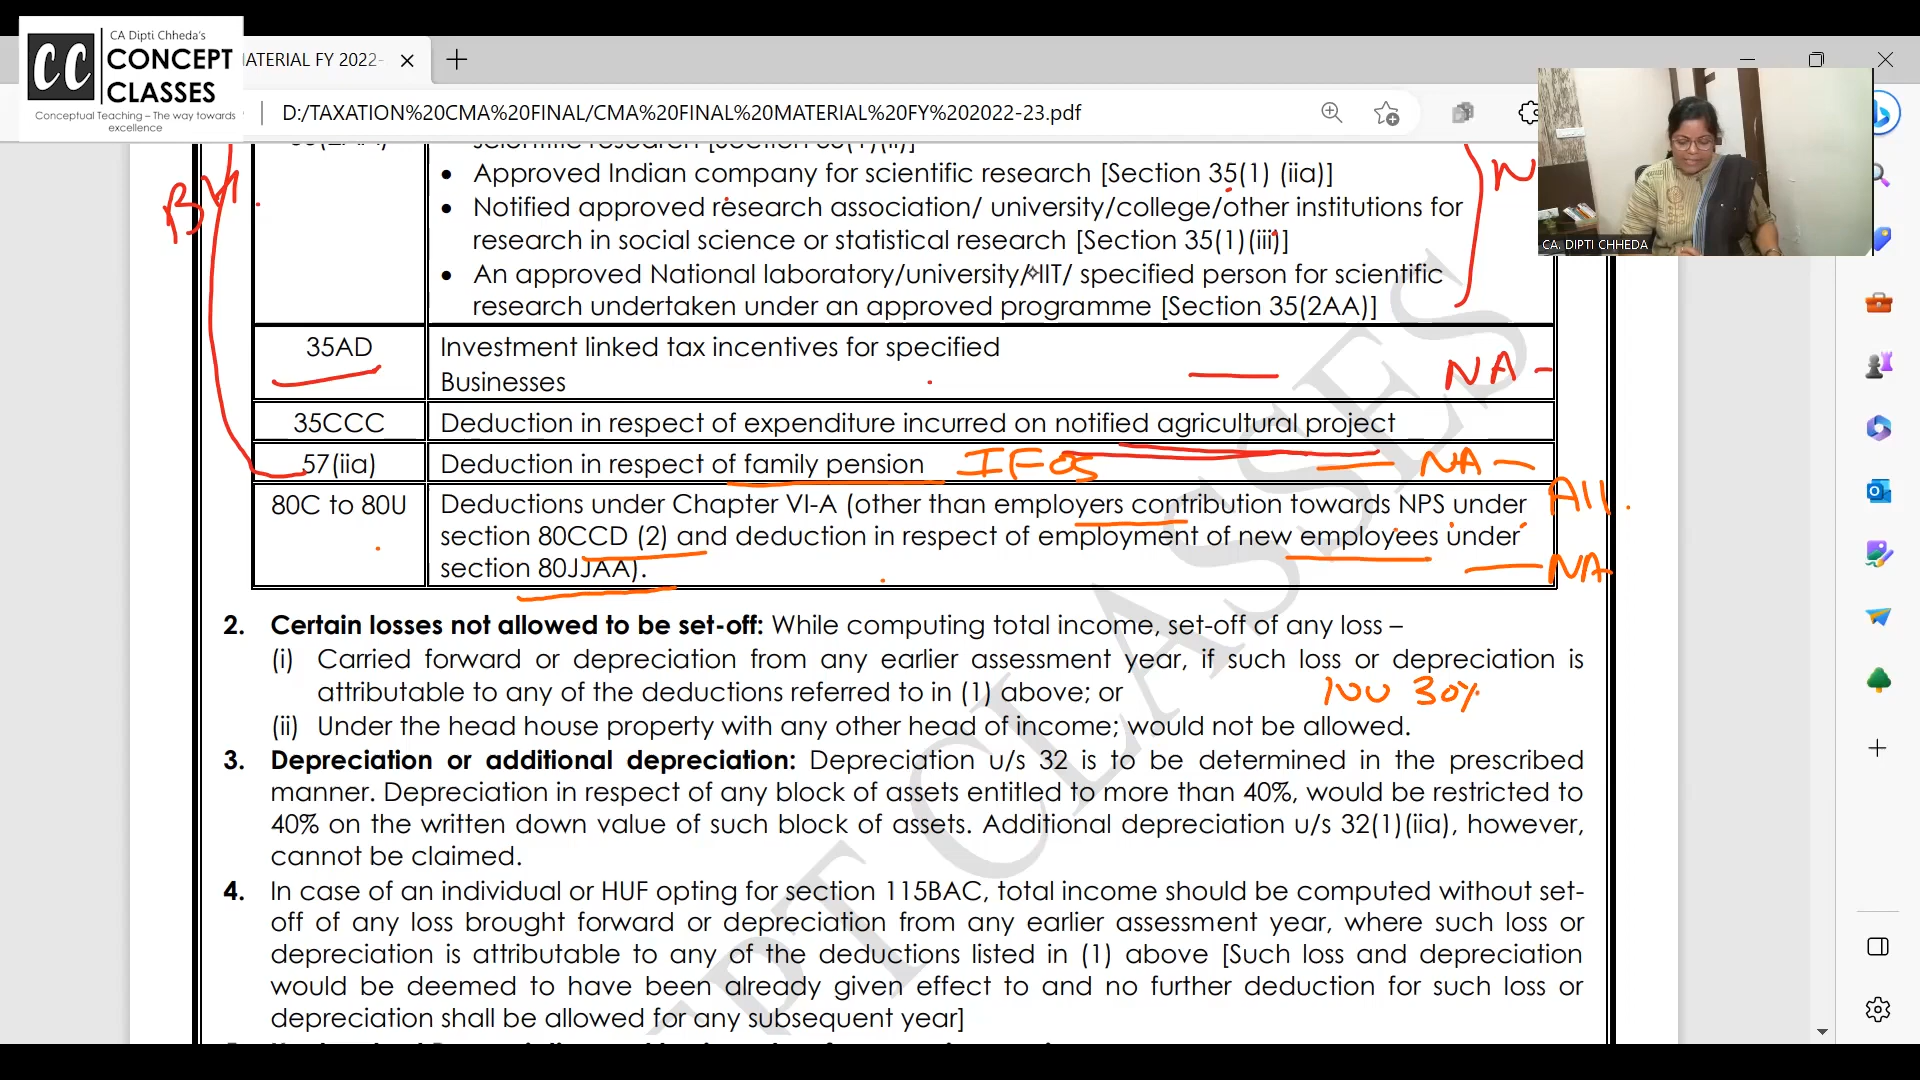 CA Dipti Chheda's
CC CONCEPT
CLASSES
Conceptual Teaching – The way towards
excellence
ATERIAL FY 2022-
D:/TAXATION%20CMA%20FINAL/CMA%20FINAL%20MATERIAL%20FY%202022-23.pdf
CA. DIPTI CHHEDA
• Approved Indian company for scientific research [Section 35(1) (iia)]
• Notified approved research association/ university/college/other institutions for
research in social science or statistical research [Section 35(1)(iii)]
• An approved National laboratory/university/IIT/ specified person for scientific
research undertaken under an approved programme [Section 35(2AA)]
35AD Investment linked tax incentives for specified
Businesses NA
35CCC Deduction in respect of expenditure incurred on notified agricultural project
57(iia) Deduction in respect of family pension IFOS NA
80C to 80U Deductions under Chapter VI-A (other than employers contribution towards NPS under All
section 80CCD (2) and deduction in respect of employment of new employees under
section 80JJAA). NA
2. Certain losses not allowed to be set-off: While computing total income, set-off of any loss –
(i) Carried forward or depreciation from any earlier assessment year, if such loss or depreciation is
attributable to any of the deductions referred to in (1) above; or 100 30%
(ii) Under the head house property with any other head of income; would not be allowed.
3. Depreciation or additional depreciation: Depreciation u/s 32 is to be determined in the prescribed
manner. Depreciation in respect of any block of assets entitled to more than 40%, would be restricted to
40% on the written down value of such block of assets. Additional depreciation u/s 32(1)(iia), however,
cannot be claimed.
4. In case of an individual or HUF opting for section 115BAC, total income should be computed without set-
off of any loss brought forward or depreciation from any earlier assessment year, where such loss or
depreciation is attributable to any of the deductions listed in (1) above [Such loss and depreciation
would be deemed to have been already given effect to and no further deduction for such loss or
depreciation shall be allowed for any subsequent year]